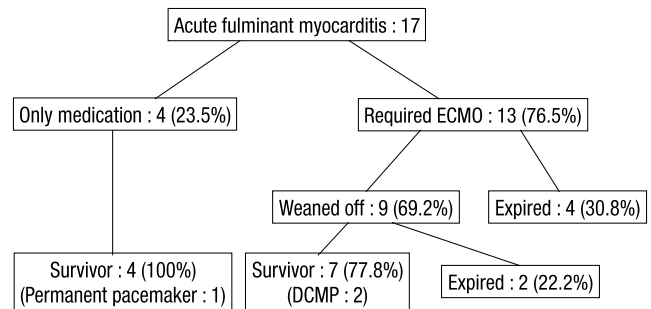 Acute fulminant myocarditis : 17
Only medication : 4 (23.5%)
Required ECMO : 13 (76.5%)
Weaned off : 9 (69.2%)
Expired : 4 (30.8%)
Survivor : 4 (100%)
(Permanent pacemaker : 1)
Survivor : 7 (77.8%)
(DCMP : 2)
Expired : 2 (22.2%)